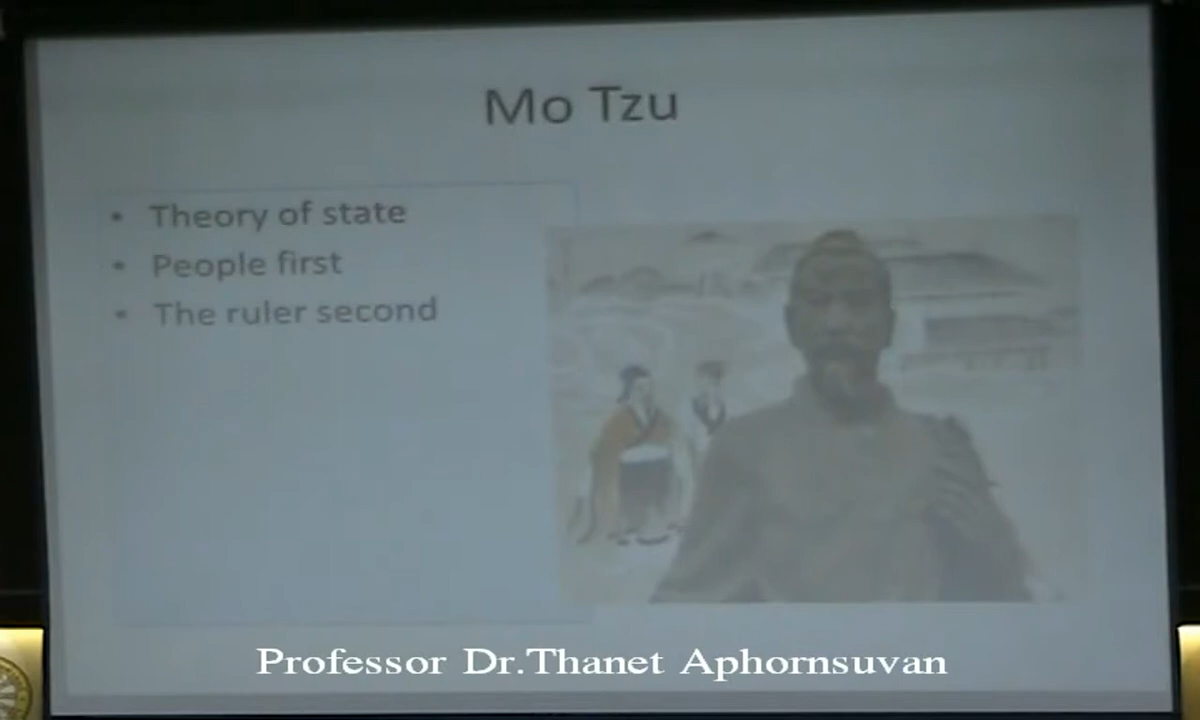 Mo Tzu
• Theory of state
• People first
• The ruler second
Professor Dr.Thanet Aphornsuvan